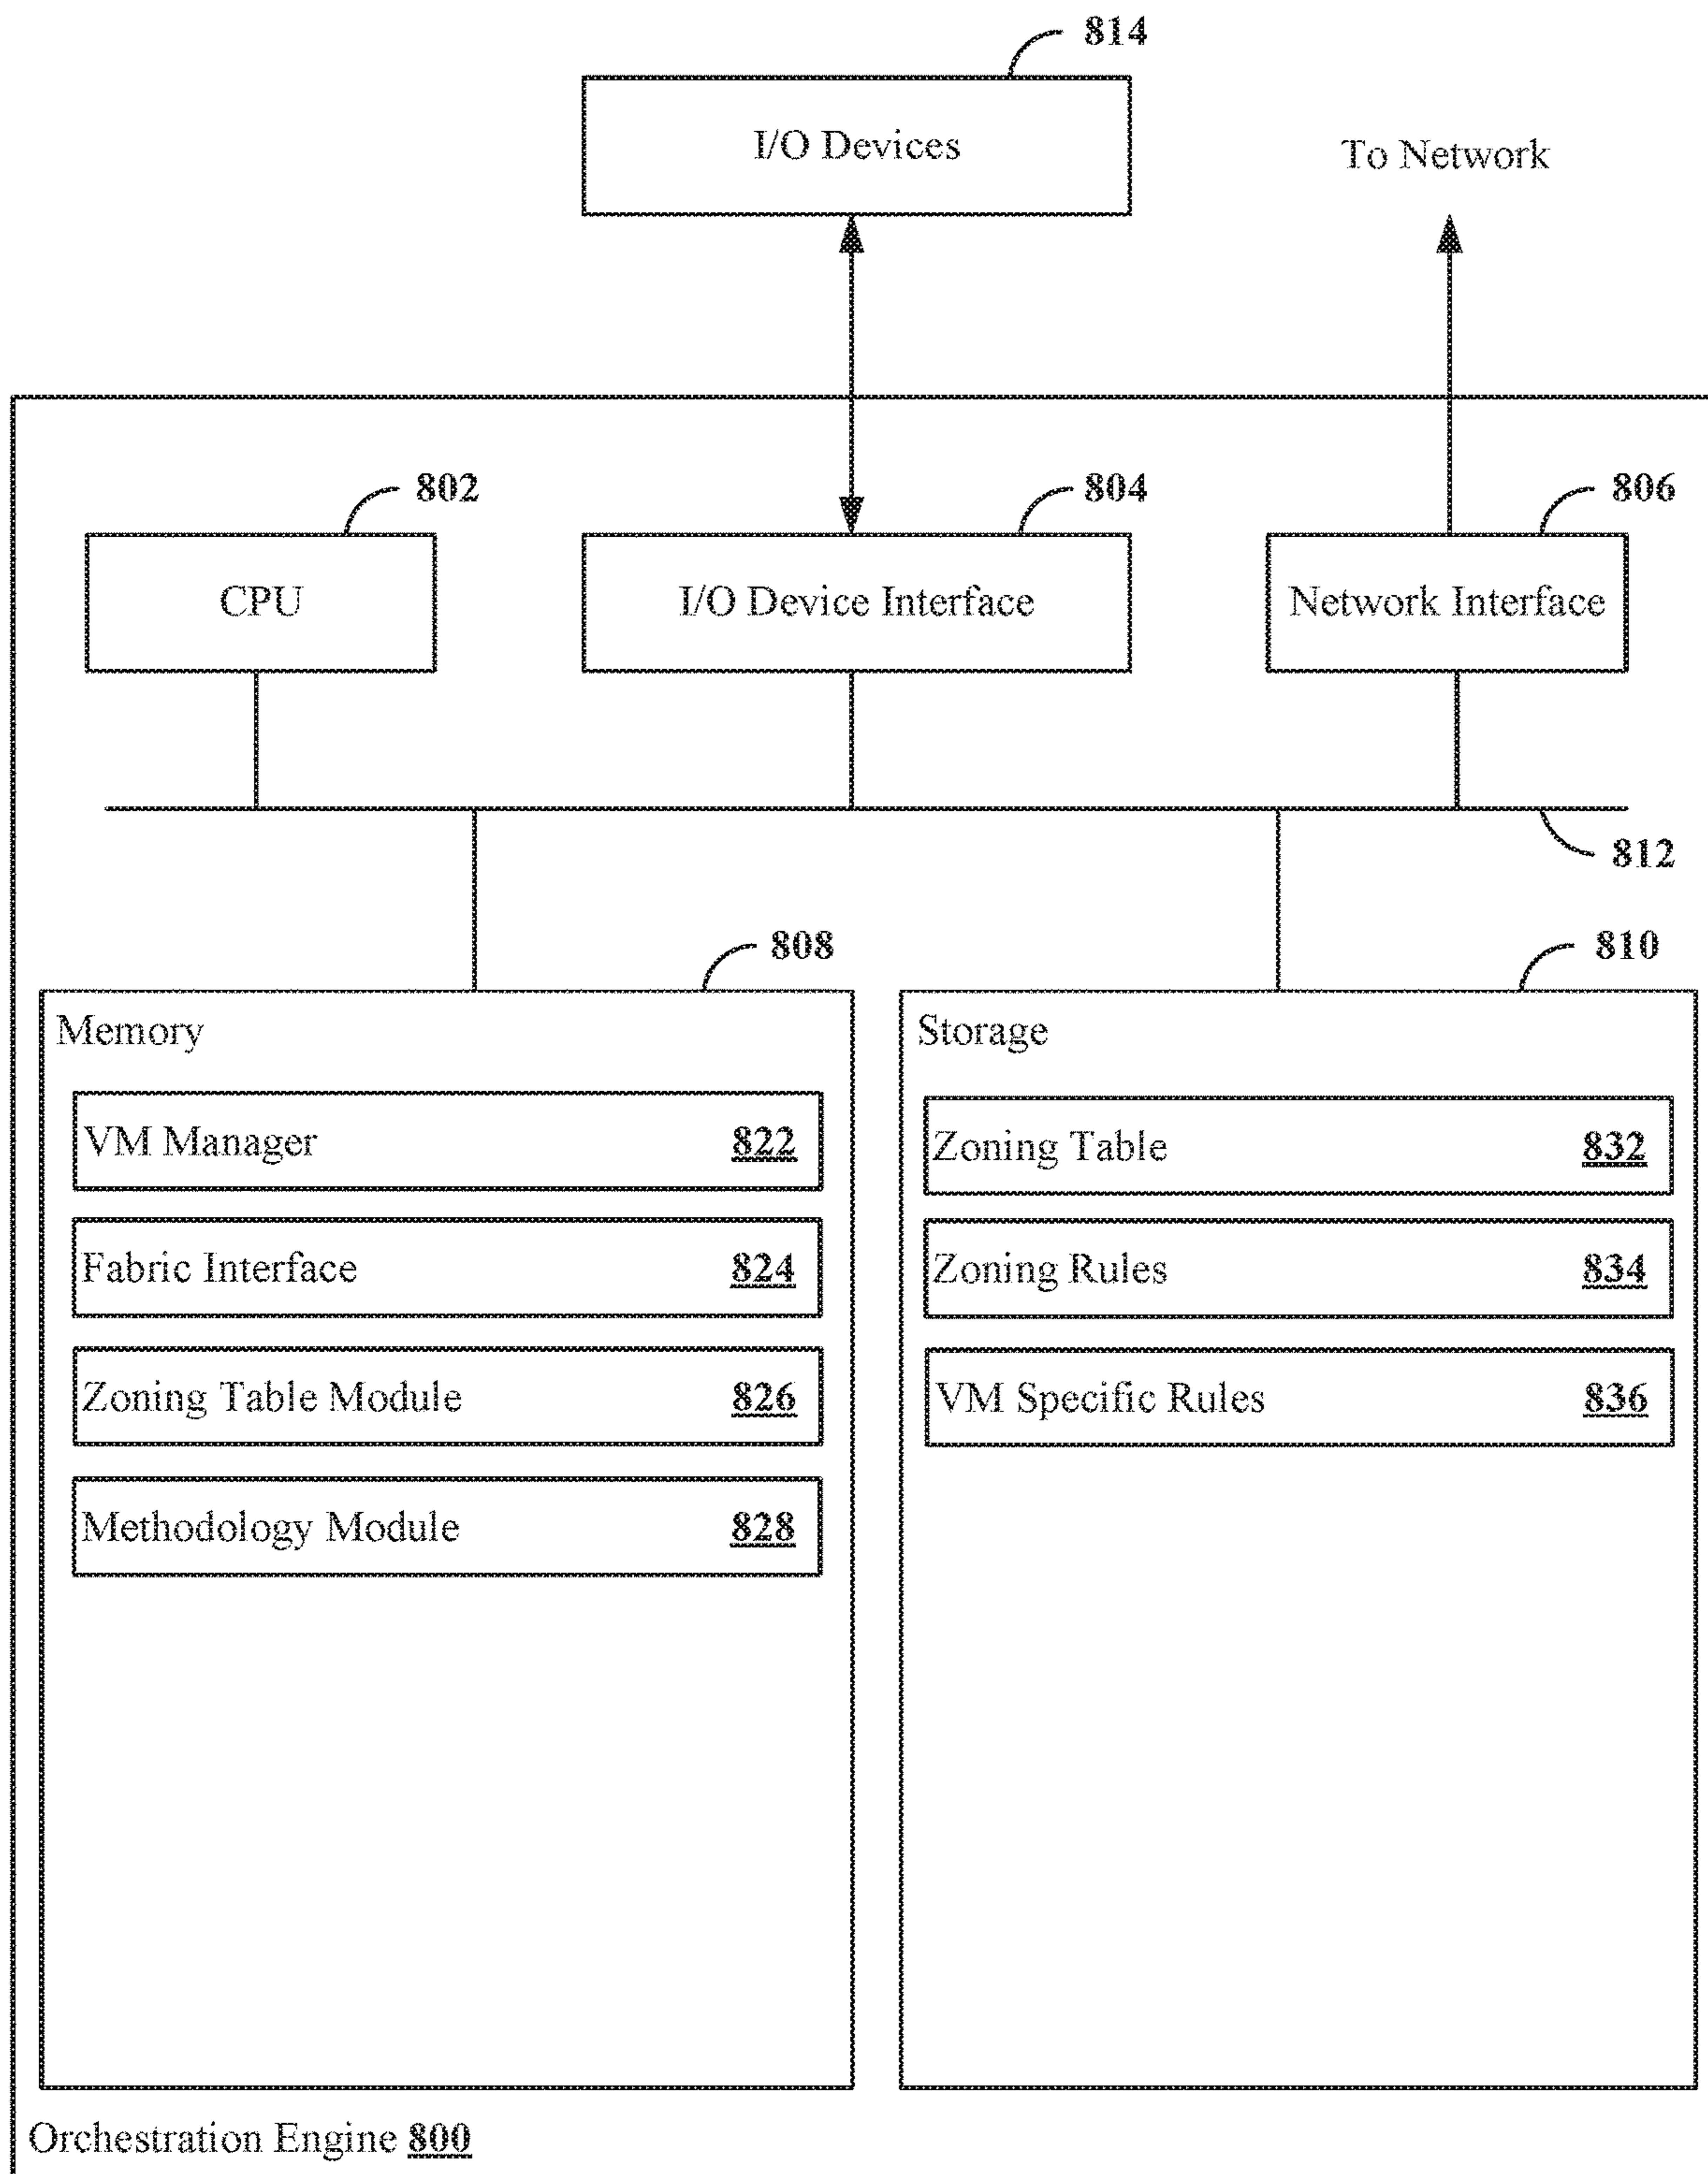 814
I/O Devices
To Network
802
804
806
CPU
I/O Device Interface
Network Interface
812
808
810
Memory
VM Manager 822
Fabric Interface 824
Zoning Table Module 826
Methodology Module 828
Storage
Zoning Table 832
Zoning Rules 834
VM Specific Rules 836
Orchestration Engine 800